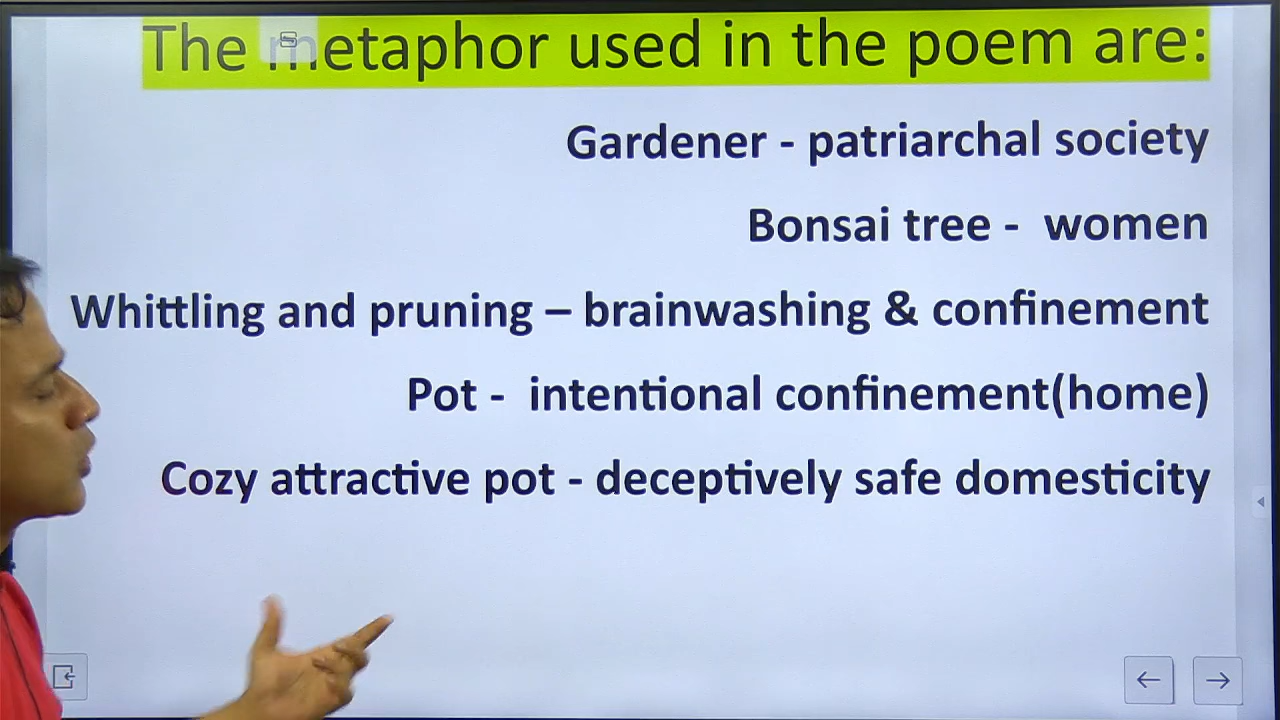 The metaphor used in the poem are:
Gardener - patriarchal society
Bonsai tree - women
Whittling and pruning – brainwashing & confinement
Pot - intentional confinement(home)
Cozy attractive pot - deceptively safe domesticity